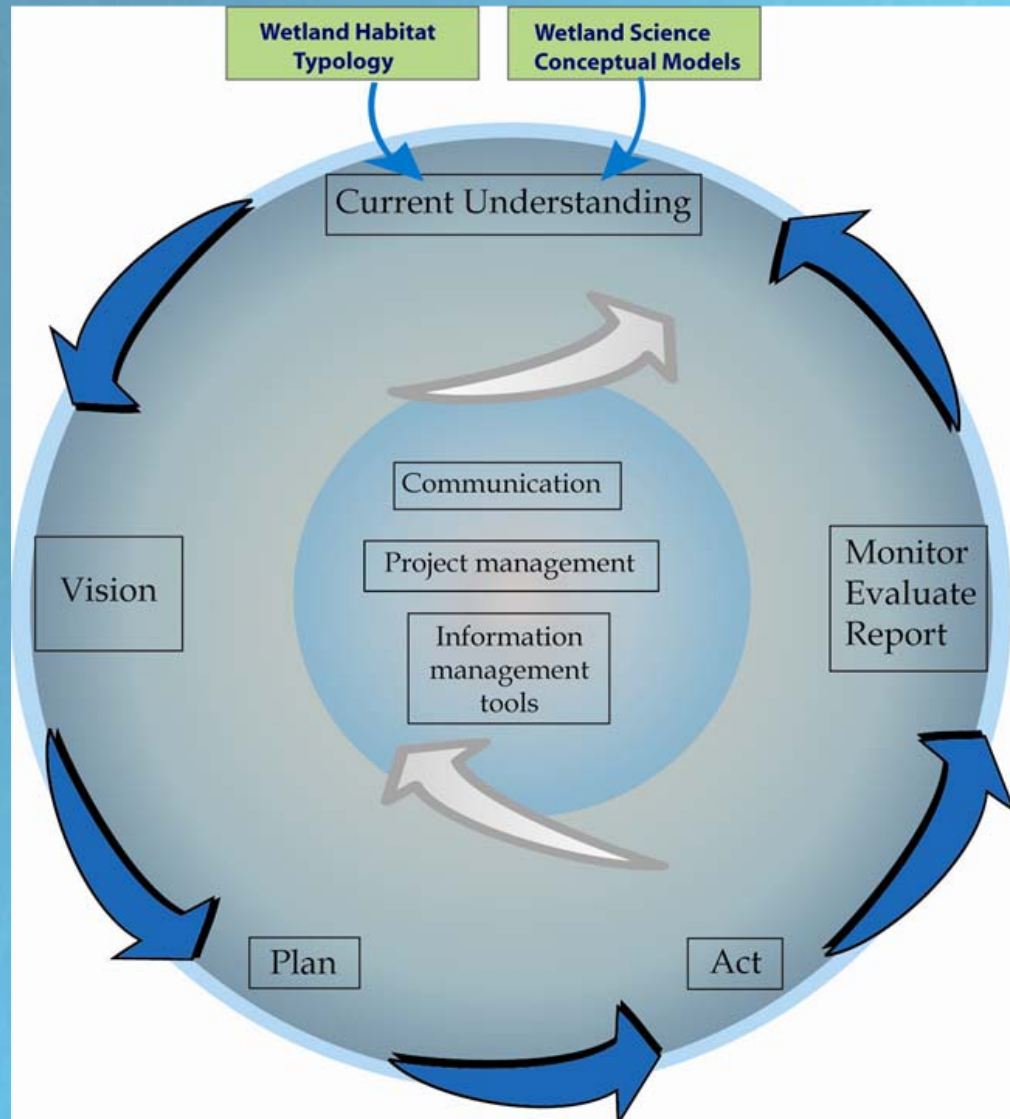 Wetland Habitat
Typology
Wetland Science
Conceptual Models
Current Understanding
Communication
Project management
Information
management
tools
Vision
Monitor
Evaluate
Report
Plan
Act